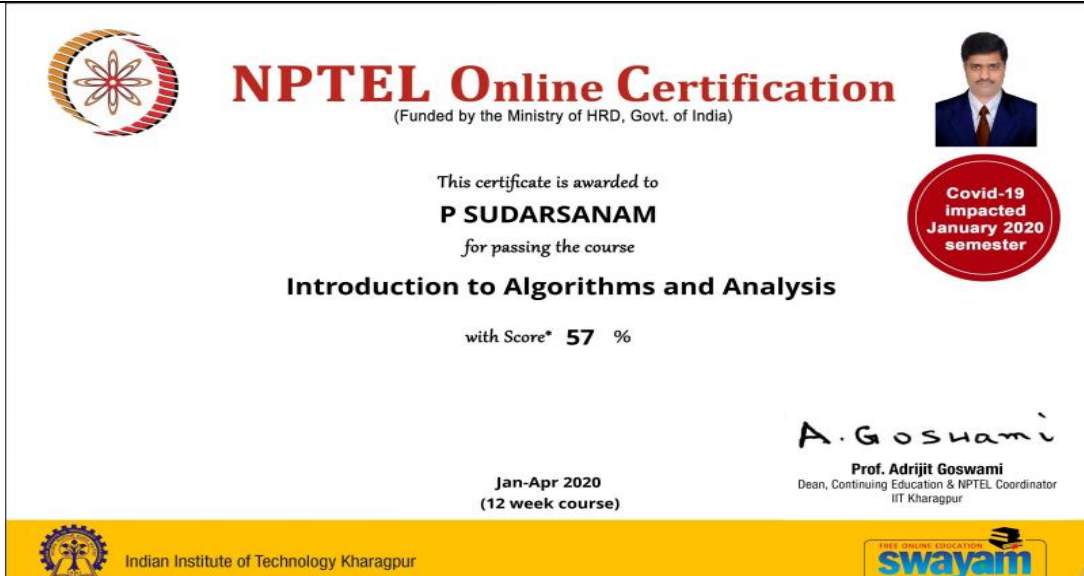 NPTEL Online Certification
(Funded by the Ministry of HRD, Govt. of India)
This certificate is awarded to
P SUDARSANAM
for passing the course
Introduction to Algorithms and Analysis
with Score* 57 %
Covid-19
impacted
January 2020
semester
A. Goswami
Prof. Adrijit Goswami
Dean, Continuing Education & NPTEL Coordinator
IIT Kharagpur
Jan-Apr 2020
(12 week course)
Indian Institute of Technology Kharagpur
FREE ONLINE EDUCATION
swayam